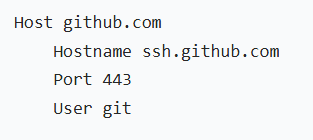 Host github.com
    Hostname ssh.github.com
    Port 443
    User git